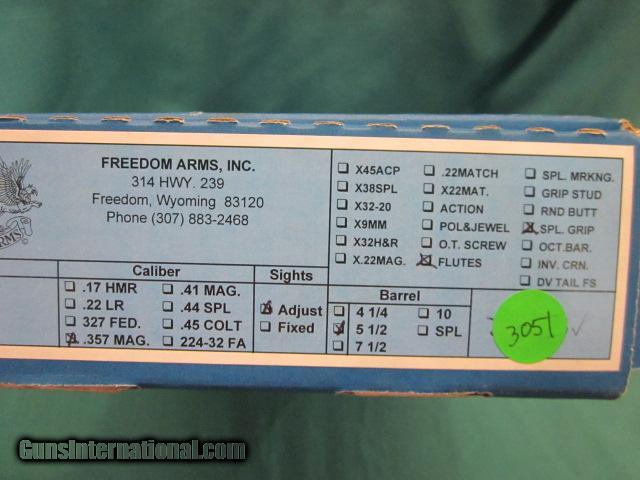 FREEDOM ARMS, INC.
314 HWY. 239
Freedom, Wyoming 83120
Phone (307) 883-2468
ARMS
X45ACP
X38SPL
X32-20
X9MM
X32H&R
X.22MAG.
.22MATCH
X22MAT.
ACTION
POL&JEWEL
O.T. SCREW
FLUTES
SPL. MRKNG.
GRIP STUD
RND BUTT
SPL. GRIP
OCT.BAR.
INV. CRN.
DV TAIL FS
Caliber
.17 HMR
.22 LR
327 FED.
.357 MAG.
.41 MAG.
.44 SPL
.45 COLT
224-32 FA
Sights
Adjust
Fixed
Barrel
4 1/4
5 1/2
7 1/2
10
SPL
3051
GunsInternational.com